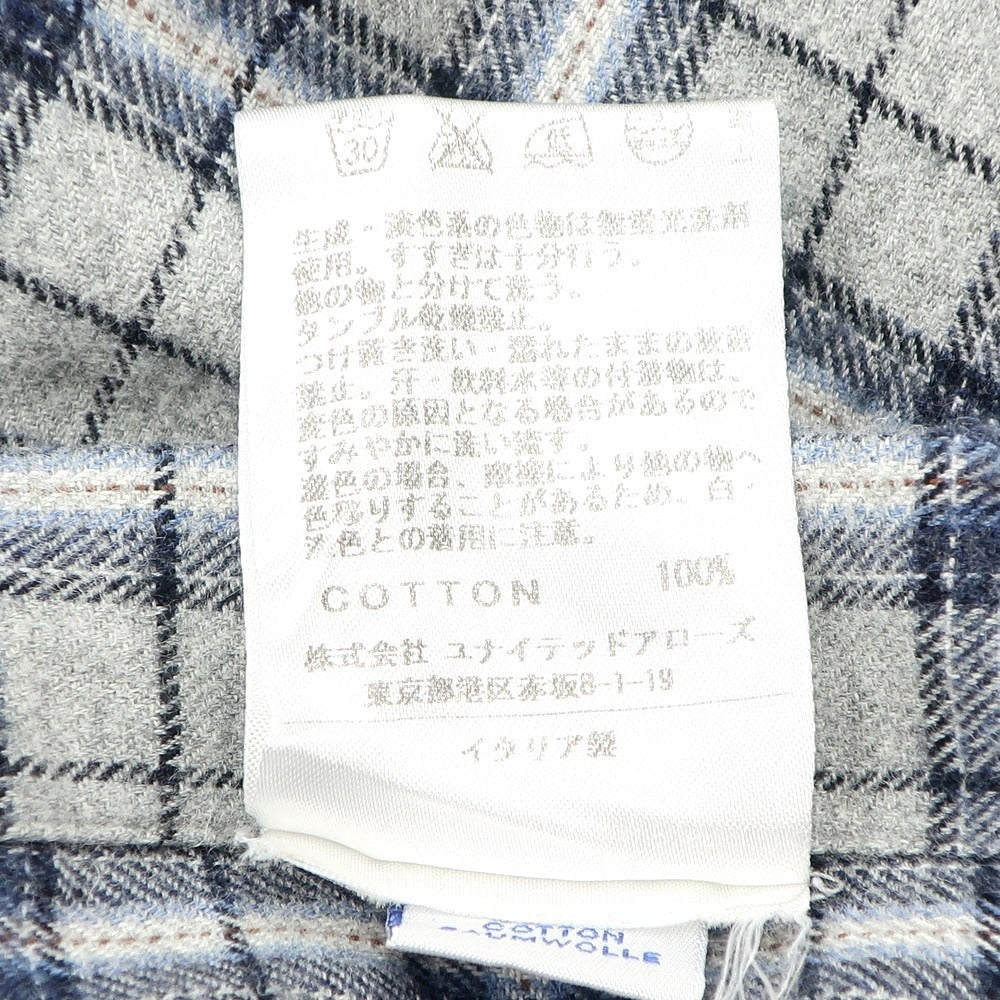 30
低
生成・淡色系の色物は無蛍光洗剤
使用。すすぎは十分行う。
他の物と分けて洗う。
タンブル乾燥禁止。
つけ置き洗い・濡れたままの放置
禁止。汗・飲料水等の付着物は、
変色の原因となる場合があるので
すみやかに洗い流す。
濃色の場合、摩擦により他の物へ
色移りすることがあるため、白・
淡色との着用に注意。
COTTON 100%
株式会社 ユナイテッドアローズ
東京都港区赤坂8-1-19
イタリア製
COTTON
BAUMWOLLE